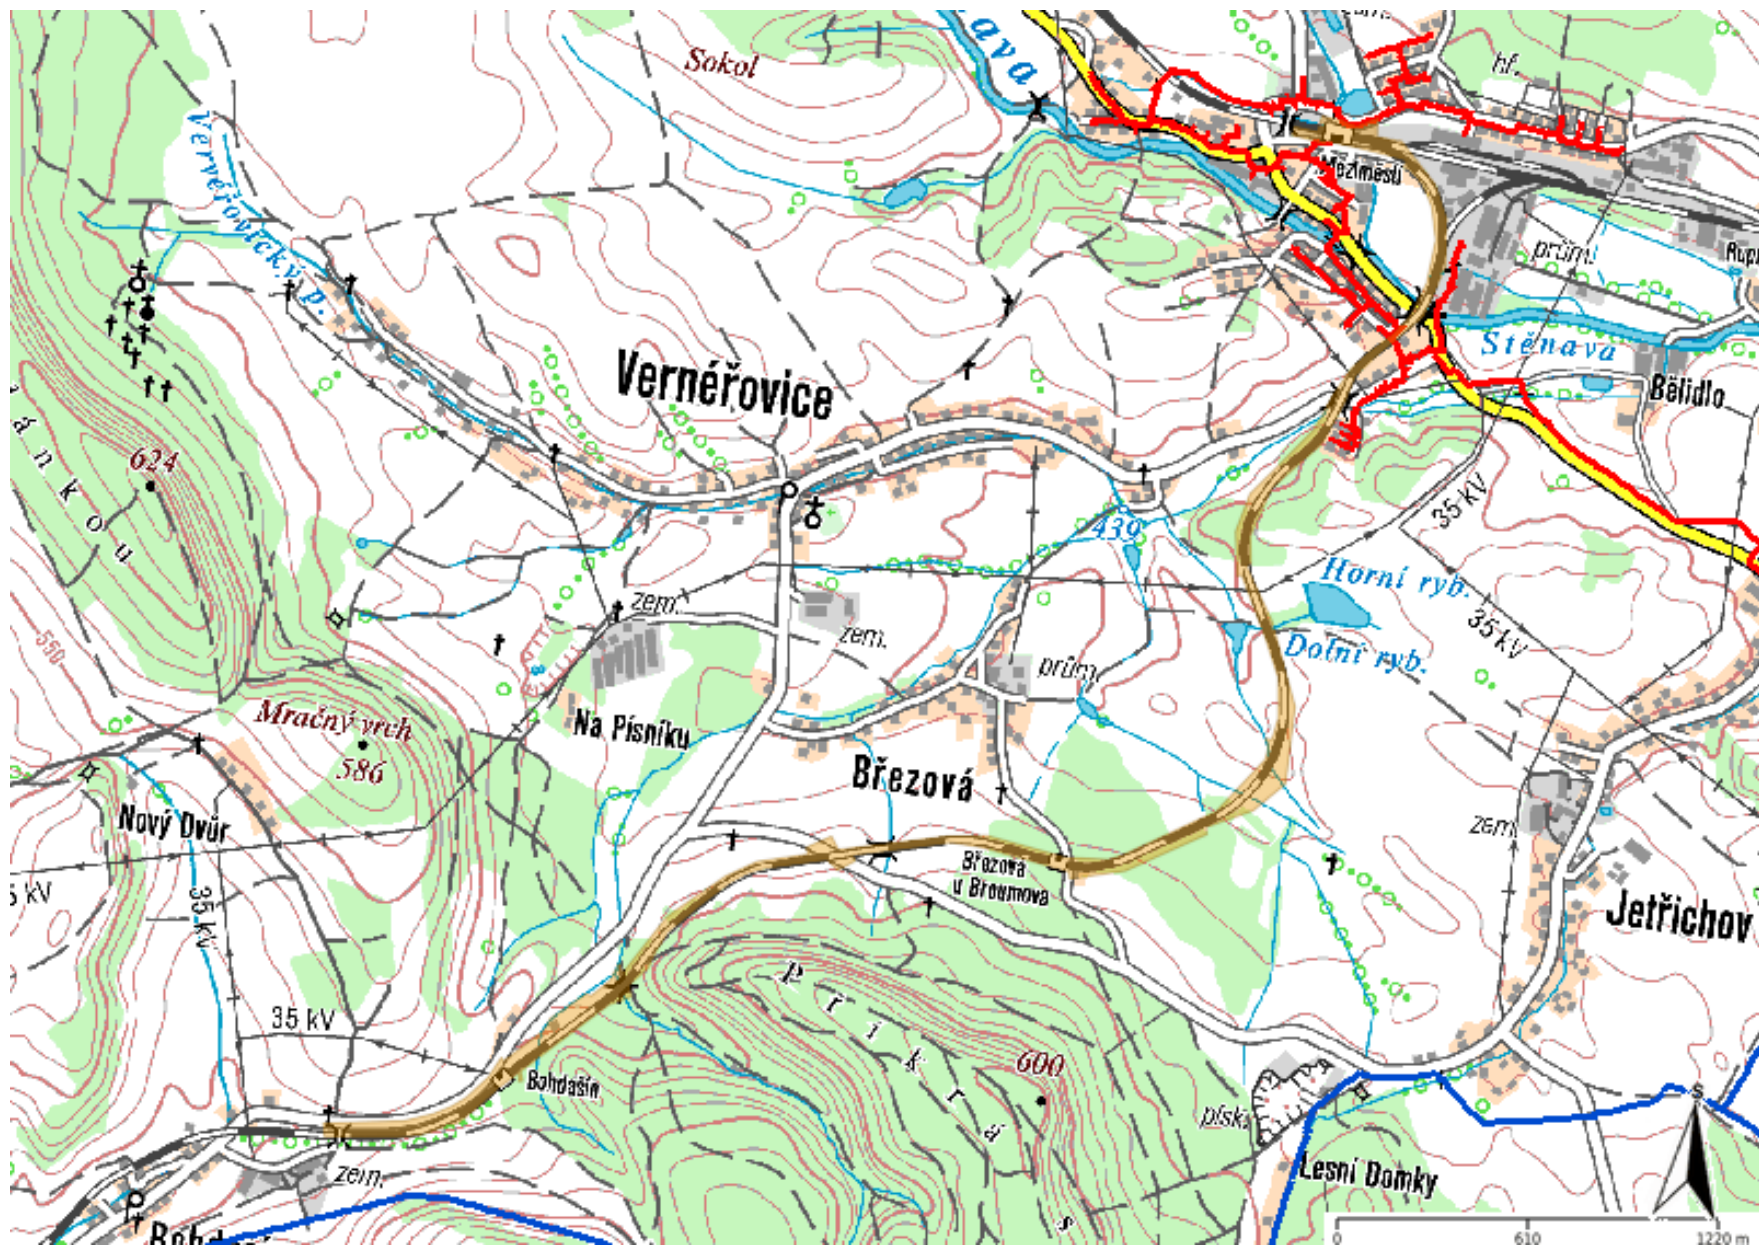 Sokol
hř.
Meziměstí
Vernéřovický p.
prům.
Vernéřovice
Stěnava
Bělidlo
624
35 kV
439
Horní ryb.
zem.
zem.
35 kV
Dolní ryb.
550
prům.
Mračný vrch
586
Na Písníku
Březová
Nový Dvůr
zem.
Březová
u Broumova
35 kV
Jetřichov
Příkrá
600
35 kV
Bohdašín
písk.
zem.
Lesní Domky
S
s
0 610 1220 m